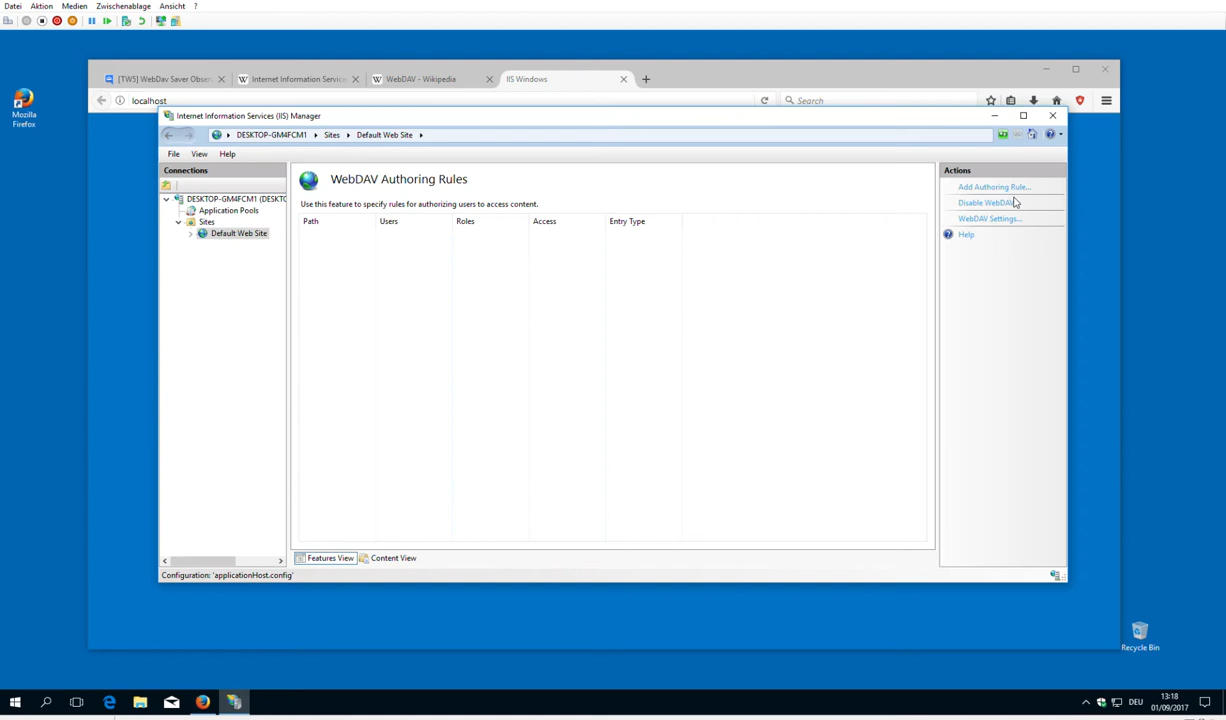 Datei Aktion Medien Zwischenablage Ansicht ?
[TW5] WebDav Saver Obser
Internet Information Service
WebDAV - Wikipedia
IIS Windows
localhost
Search
Mozilla
Firefox
Internet Information Services (IIS) Manager
DESKTOP-GM4FCM1 Sites Default Web Site
File View Help
Connections
DESKTOP-GM4FCM1 (DESKTO
Application Pools
Sites
Default Web Site
WebDAV Authoring Rules
Use this feature to specify rules for authorizing users to access content.
Path Users Roles Access Entry Type
Actions
Add Authoring Rule...
Disable WebDAV
WebDAV Settings...
Help
Features View Content View
Configuration: 'applicationHost.config'
Recycle Bin
DEU
13:18
01/09/2017